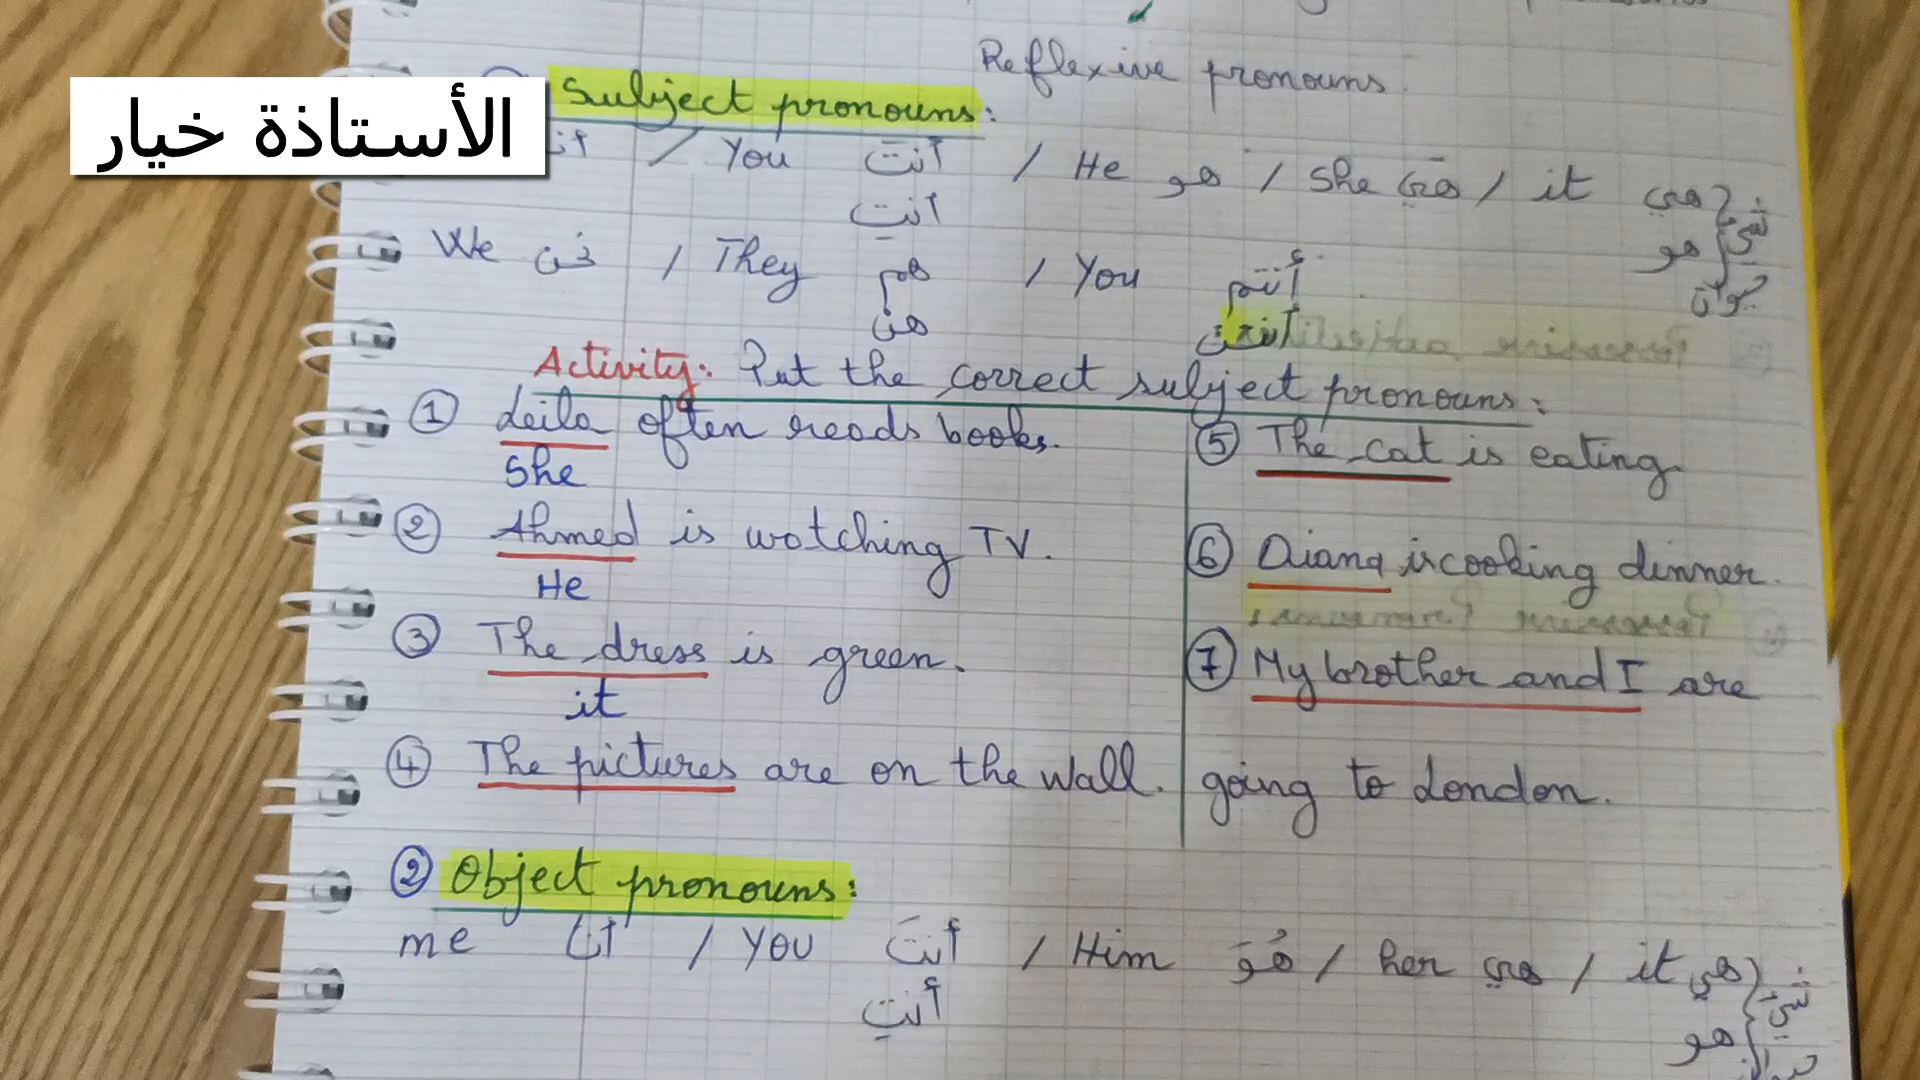 Reflexive pronouns.
الأستاذة خيار
Subject pronouns:
/ You أنتَ / He هو / She هي / it هي شيء
أنتِ هو حيوان
We نحن / They هم / You أنتم
هن أنتن
Activity: Put the correct subject pronouns:
① Leila often reads books.
She
② Ahmed is watching TV.
He
③ The dress is green.
it
④ The pictures are on the wall.
⑤ The cat is eating.
⑥ Diana is cooking dinner.
⑦ My brother and I are
going to London.
② Object pronouns:
me أنا / you أنتَ / Him هُوَ / her هي / it هي شيء
أنتِ هو